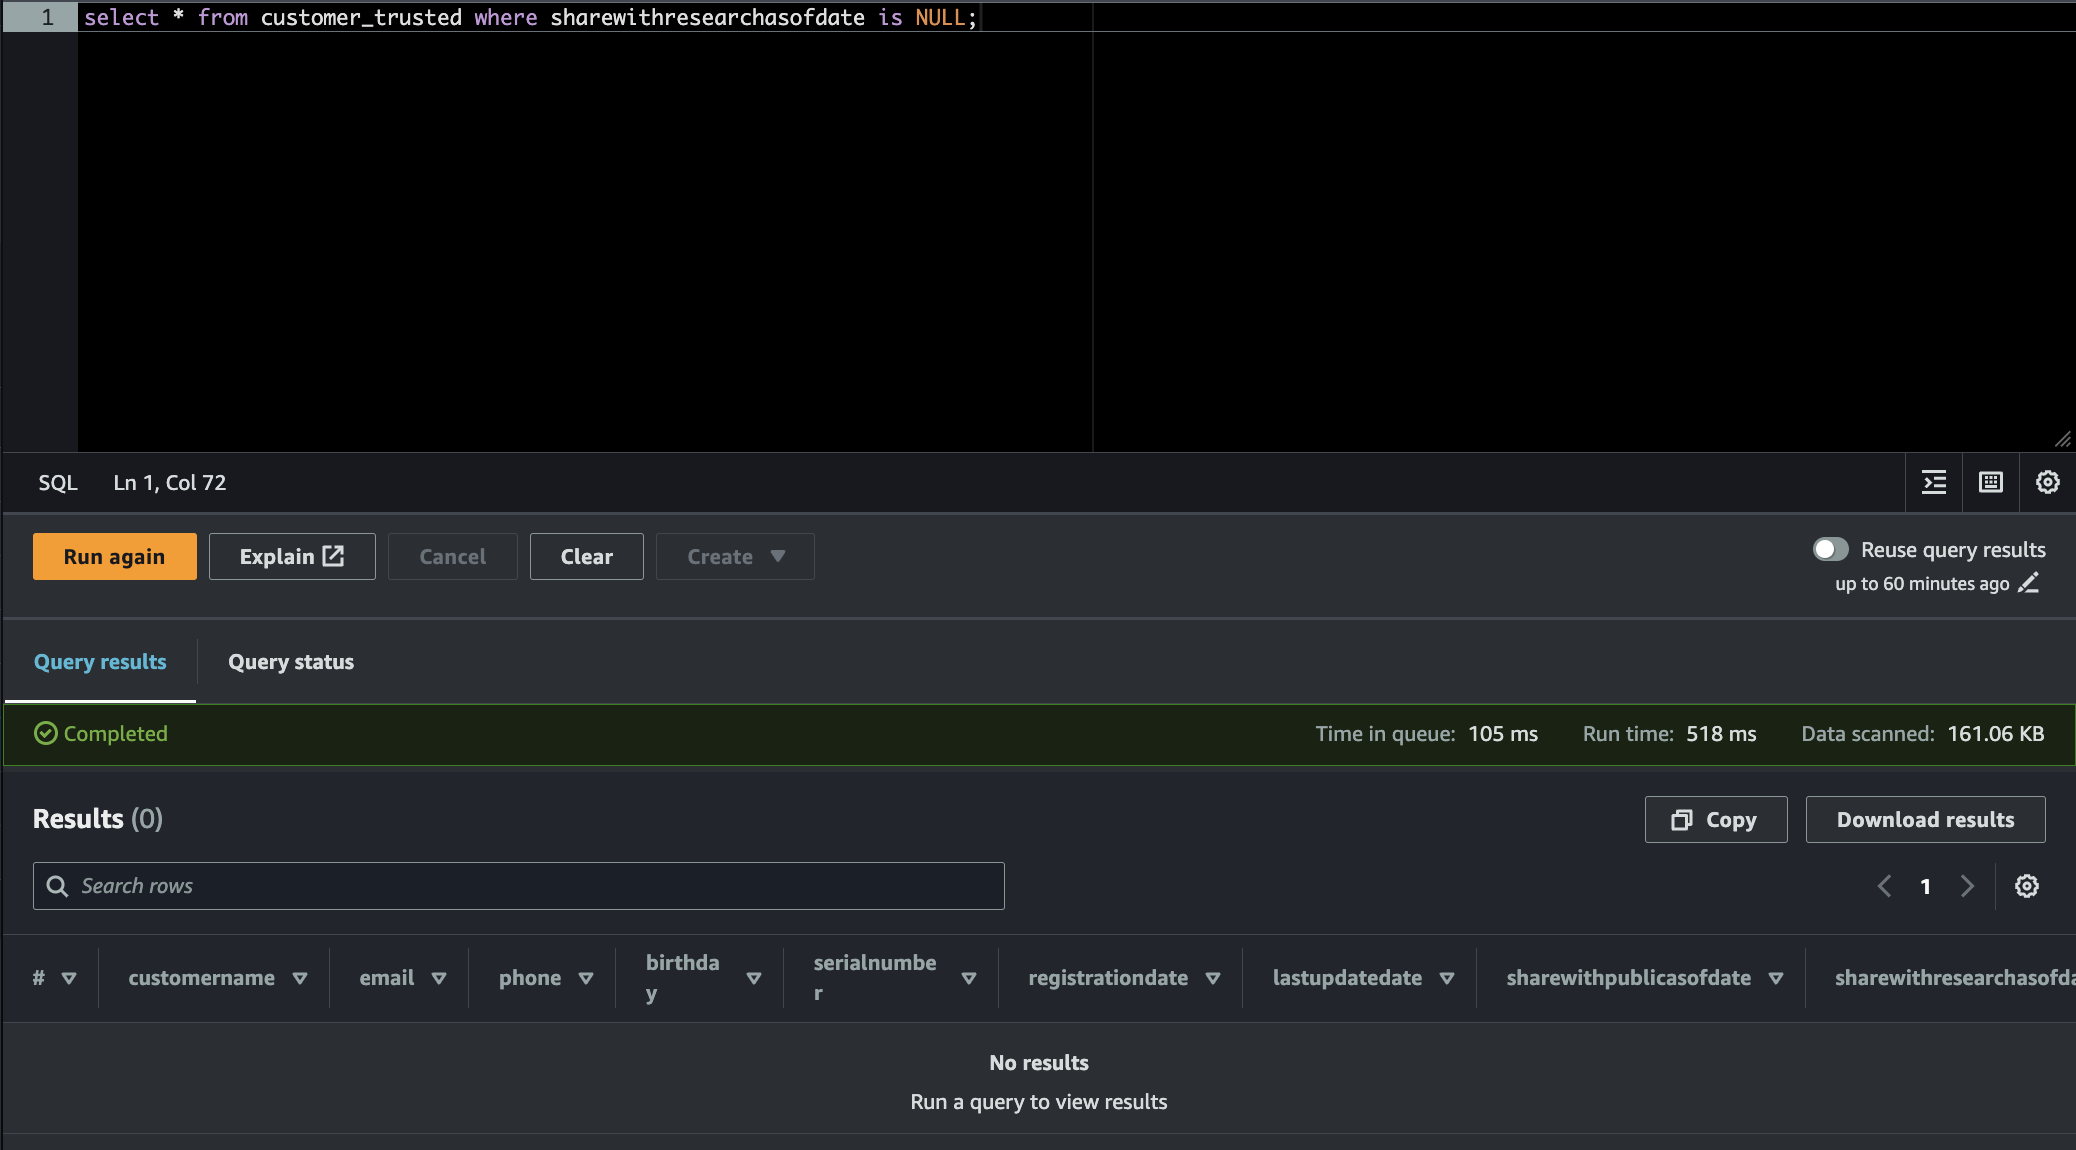 1 select * from customer_trusted where sharewithresearchasofdate is NULL;
SQL Ln 1, Col 72
Run again Explain Cancel Clear Create Reuse query results
up to 60 minutes ago
Query results Query status
Completed Time in queue: 105 ms Run time: 518 ms Data scanned: 161.06 KB
Results (0) Copy Download results
Search rows 1
# customername email phone birthda
y serialnumbe
r registrationdate lastupdatedate sharewithpublicasofdate sharewithresearchasofda
No results
Run a query to view results